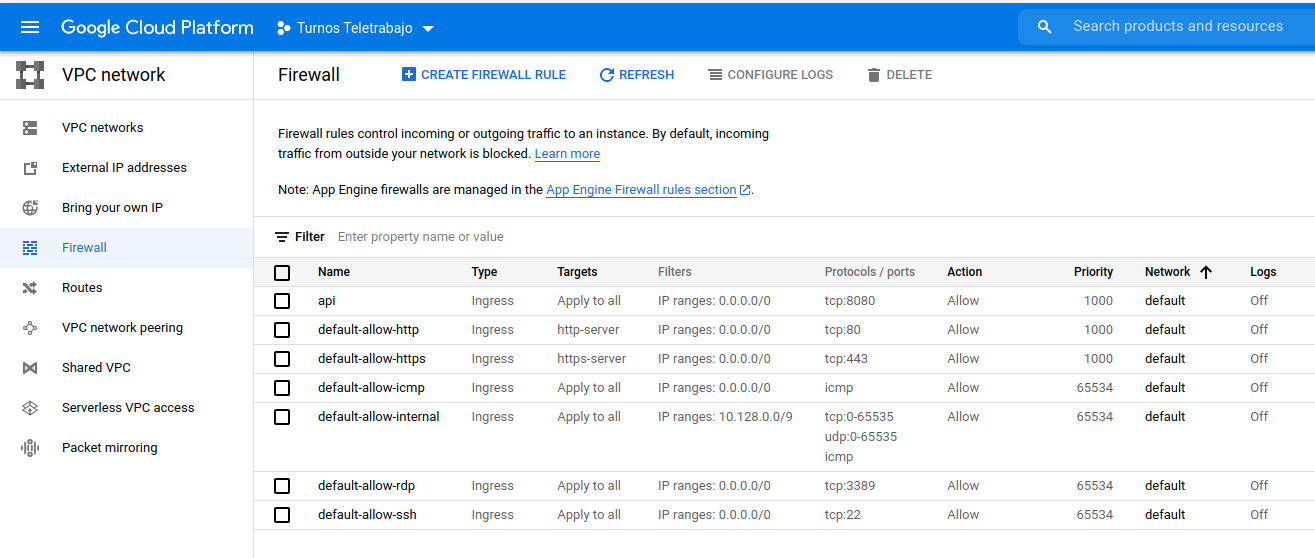 Google Cloud Platform
Turnos Teletrabajo
Search products and resources
VPC network
Firewall
CREATE FIREWALL RULE
REFRESH
CONFIGURE LOGS
DELETE
VPC networks
External IP addresses
Bring your own IP
Firewall
Routes
VPC network peering
Shared VPC
Serverless VPC access
Packet mirroring
Firewall rules control incoming or outgoing traffic to an instance. By default, incoming
traffic from outside your network is blocked. Learn more
Note: App Engine firewalls are managed in the App Engine Firewall rules section.
Filter Enter property name or value
Name Type Targets Filters Protocols / ports Action Priority Network Logs
api Ingress Apply to all IP ranges: 0.0.0.0/0 tcp:8080 Allow 1000 default Off
default-allow-http Ingress http-server IP ranges: 0.0.0.0/0 tcp:80 Allow 1000 default Off
default-allow-https Ingress https-server IP ranges: 0.0.0.0/0 tcp:443 Allow 1000 default Off
default-allow-icmp Ingress Apply to all IP ranges: 0.0.0.0/0 icmp Allow 65534 default Off
default-allow-internal Ingress Apply to all IP ranges: 10.128.0.0/9 tcp:0-65535 Allow 65534 default Off
udp:0-65535
icmp
default-allow-rdp Ingress Apply to all IP ranges: 0.0.0.0/0 tcp:3389 Allow 65534 default Off
default-allow-ssh Ingress Apply to all IP ranges: 0.0.0.0/0 tcp:22 Allow 65534 default Off